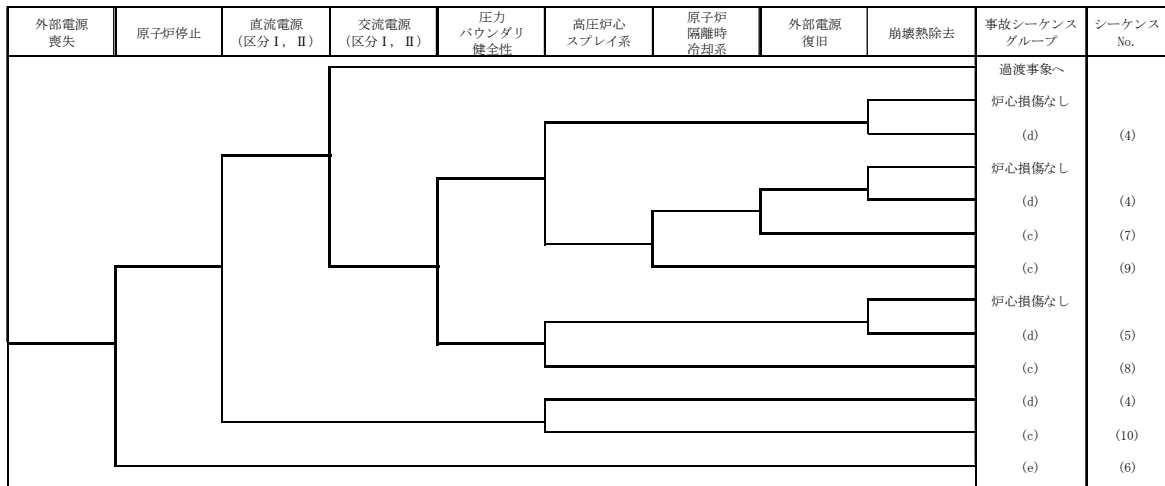 外部電源
喪失
原子炉停止
直流電源
（区分Ⅰ，Ⅱ）
交流電源
（区分Ⅰ，Ⅱ）
圧力
バウンダリ
健全性
高圧炉心
スプレイ系
原子炉
隔離時
冷却系
外部電源
復旧
崩壊熱除去
事故シーケンス
グループ
シーケンス
No.
過渡事象へ
炉心損傷なし
(d) (4)
炉心損傷なし
(d) (4)
(c) (7)
(c) (9)
炉心損傷なし
(d) (5)
(c) (8)
(d) (4)
(c) (10)
(e) (6)